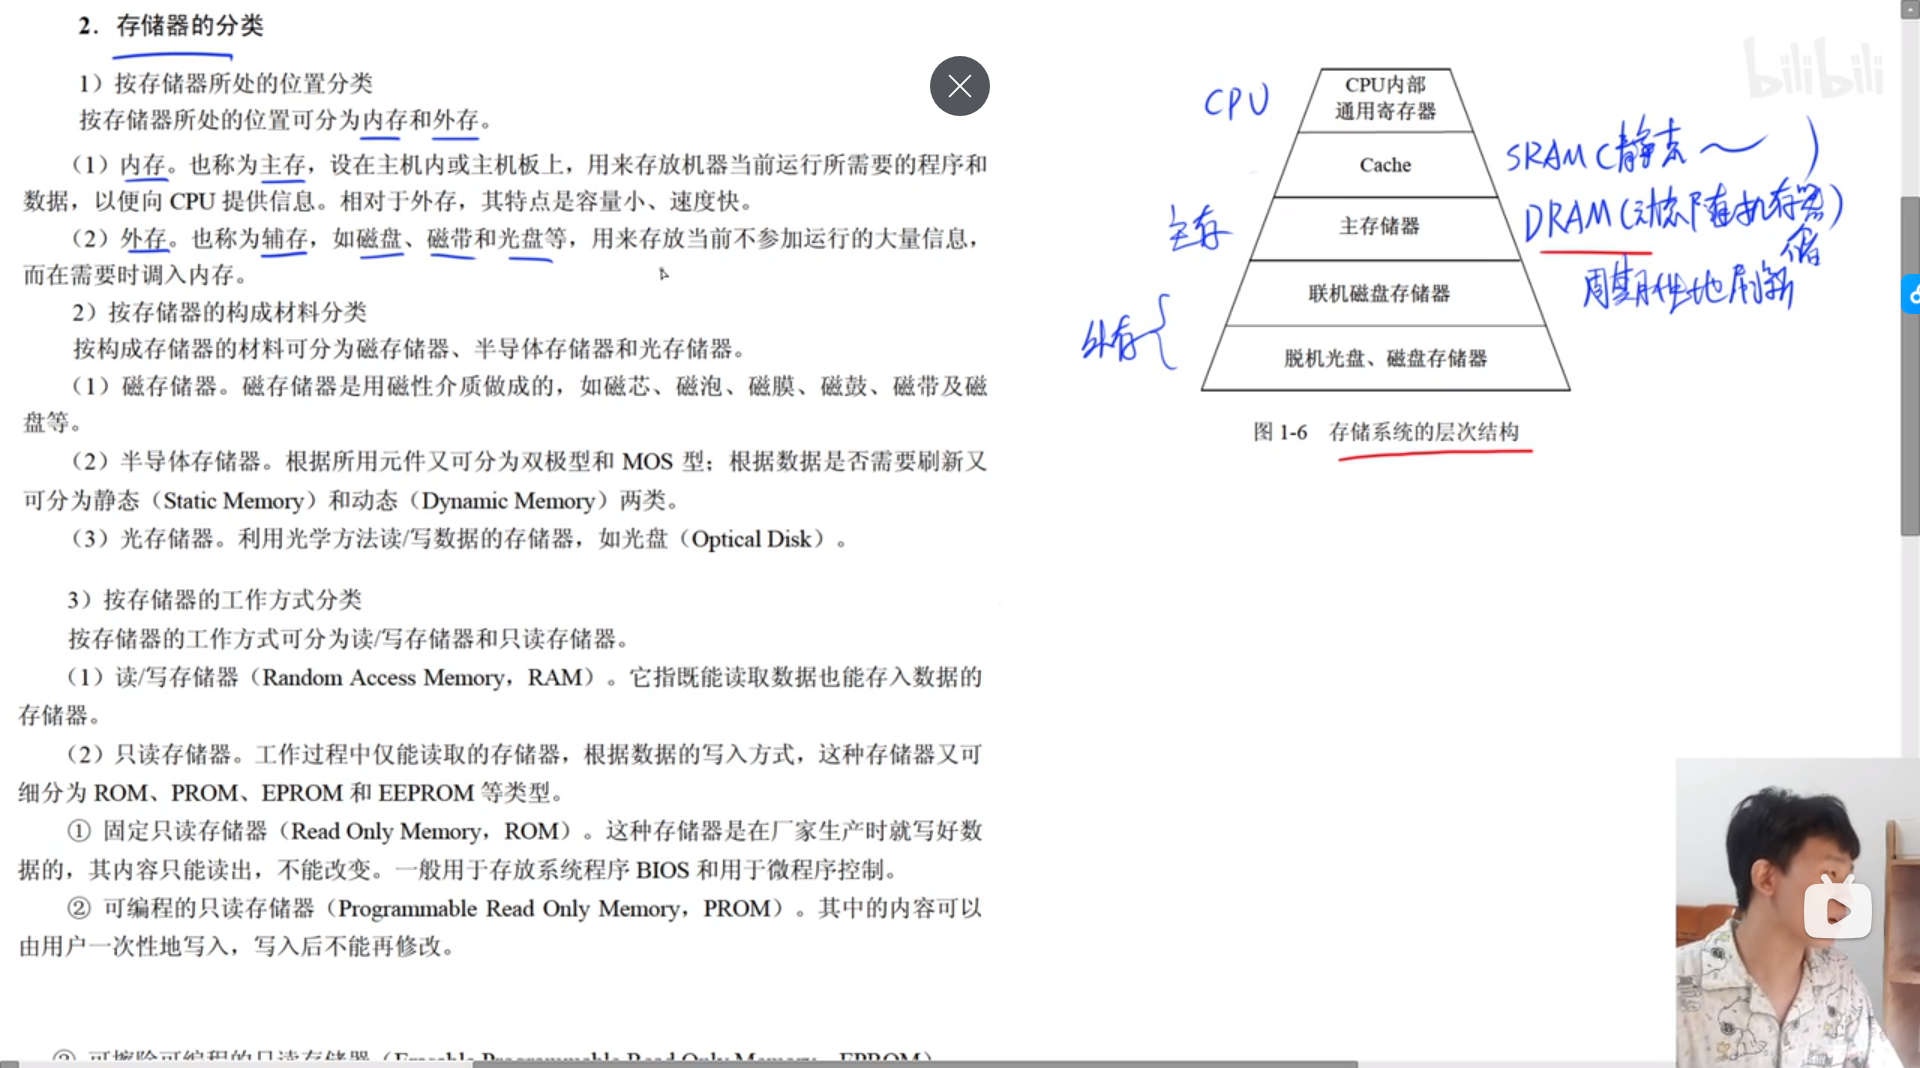 2．存储器的分类
1）按存储器所处的位置分类
按存储器所处的位置可分为内存和外存。
（1）内存。也称为主存，设在主机内或主机板上，用来存放机器当前运行所需要的程序和
数据，以便向 CPU 提供信息。相对于外存，其特点是容量小、速度快。
（2）外存。也称为辅存，如磁盘、磁带和光盘等，用来存放当前不参加运行的大量信息，
而在需要时调入内存。
2）按存储器的构成材料分类
按构成存储器的材料可分为磁存储器、半导体存储器和光存储器。
（1）磁存储器。磁存储器是用磁性介质做成的，如磁芯、磁泡、磁膜、磁鼓、磁带及磁
盘等。
（2）半导体存储器。根据所用元件又可分为双极型和 MOS 型；根据数据是否需要刷新又
可分为静态（Static Memory）和动态（Dynamic Memory）两类。
（3）光存储器。利用光学方法读/写数据的存储器，如光盘（Optical Disk）。
3）按存储器的工作方式分类
按存储器的工作方式可分为读/写存储器和只读存储器。
（1）读/写存储器（Random Access Memory，RAM）。它指既能读取数据也能存入数据的
存储器。
（2）只读存储器。工作过程中仅能读取的存储器，根据数据的写入方式，这种存储器又可
细分为 ROM、PROM、EPROM 和 EEPROM 等类型。
① 固定只读存储器（Read Only Memory，ROM）。这种存储器是在厂家生产时就写好数
据的，其内容只能读出，不能改变。一般用于存放系统程序 BIOS 和用于微程序控制。
② 可编程的只读存储器（Programmable Read Only Memory，PROM）。其中的内容可以
由用户一次性地写入，写入后不能再修改。
③ 可擦除可编程的只读存储器（Erasable Programmable Read Only Memory，EPROM）
bilibili
CPU
CPU内部
通用寄存器
Cache
SRAM（静态～ ）
主存
主存储器
DRAM（动态随机存储器）
周期性地刷新
联机磁盘存储器
外存
脱机光盘、磁盘存储器
图 1-6 存储系统的层次结构